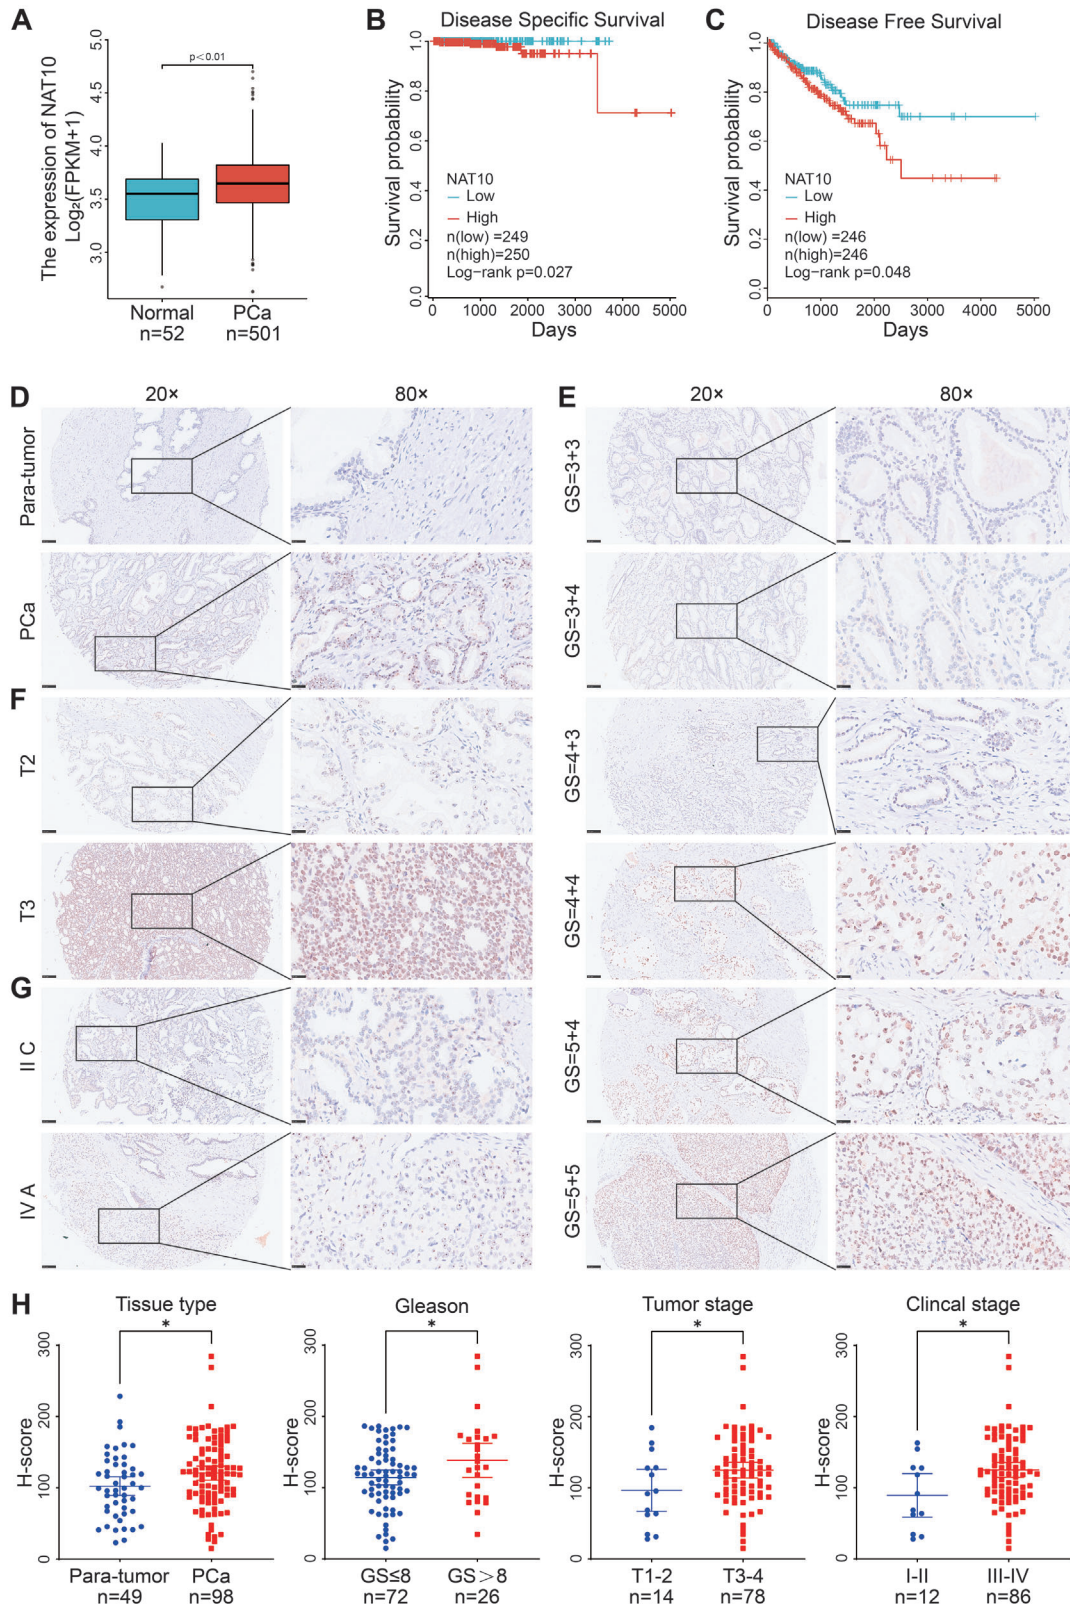 A
The expression of NAT10
Log₂(FPKM+1)
5.0
4.5
4.0
3.5
3.0
p<0.01
Normal
n=52
PCa
n=501
B
Disease Specific Survival
Survival probability
1.0
0.8
0.6
0.4
0.2
0.0
NAT10
Low
High
n(low) =249
n(high)=250
Log−rank p=0.027
0 1000 2000 3000 4000 5000
Days
C
Disease Free Survival
Survival probability
1.0
0.8
0.6
0.4
0.2
0.0
NAT10
Low
High
n(low) =246
n(high)=246
Log−rank p=0.048
0 1000 2000 3000 4000 5000
Days
D
20×
80×
Para-tumor
PCa
E
20×
80×
GS=3+3
GS=3+4
GS=4+3
GS=4+4
GS=5+4
GS=5+5
F
T2
T3
G
II C
IV A
H
Tissue type
*
H-score
300
200
100
0
Para-tumor
n=49
PCa
n=98
Gleason
*
H-score
300
200
100
0
GS≤8
n=72
GS>8
n=26
Tumor stage
*
H-score
300
200
100
0
T1-2
n=14
T3-4
n=78
Clincal stage
*
H-score
300
200
100
0
I-II
n=12
III-IV
n=86